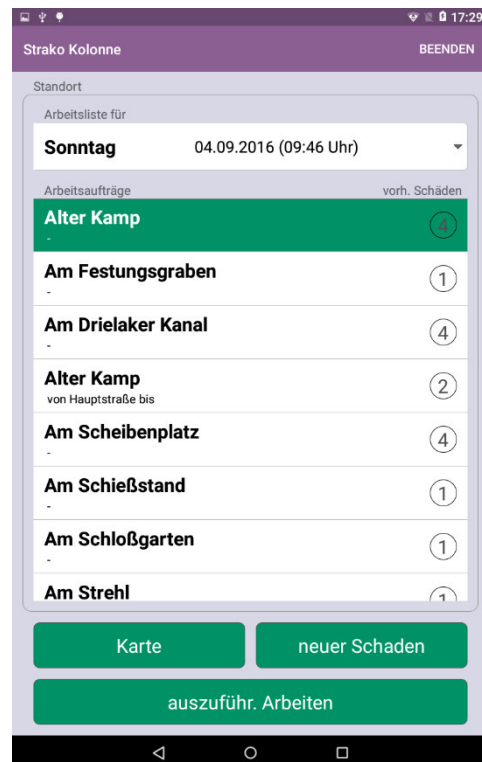 17:29
Strako Kolonne BEENDEN
Standort
Arbeitsliste für
Sonntag 04.09.2016 (09:46 Uhr)
Arbeitsaufträge vorh. Schäden
Alter Kamp 4
-
Am Festungsgraben 1
-
Am Drielaker Kanal 4
-
Alter Kamp 2
von Hauptstraße bis
Am Scheibenplatz 4
-
Am Schießstand 1
-
Am Schloßgarten 1
-
Am Strehl 1
Karte neuer Schaden
auszuführ. Arbeiten